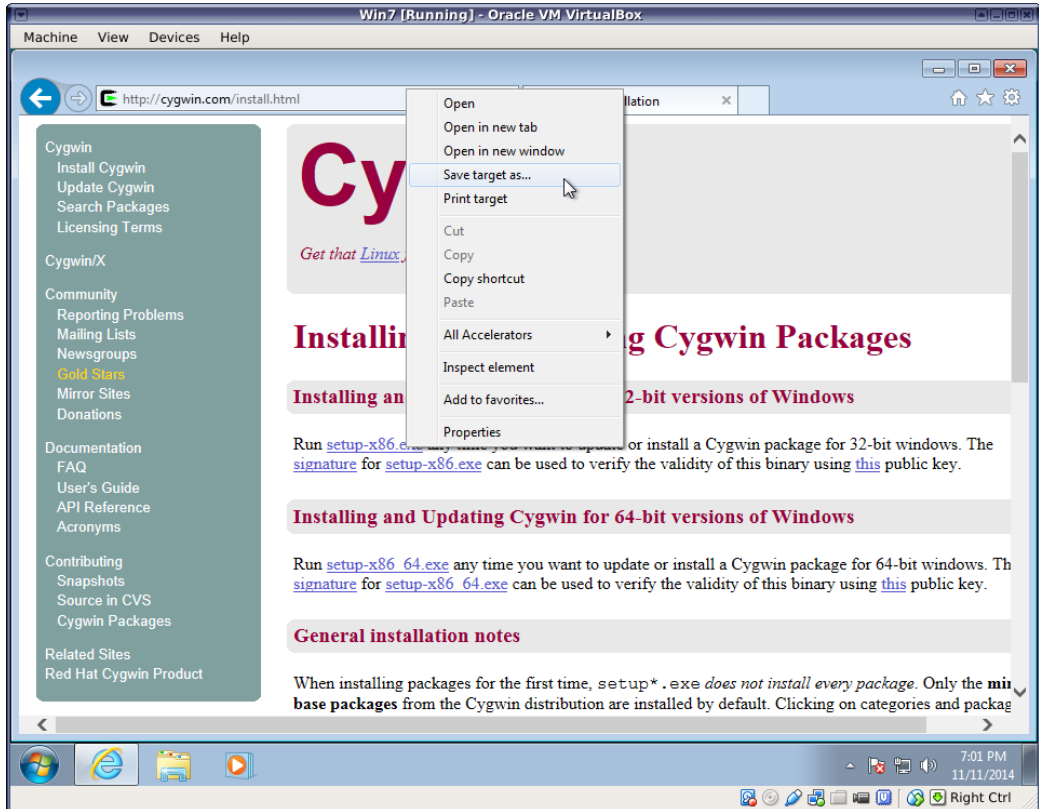 Win7 [Running] - Oracle VM VirtualBox
Machine View Devices Help
http://cygwin.com/install.html
llation
Cygwin
Install Cygwin
Update Cygwin
Search Packages
Licensing Terms
Cygwin/X
Community
Reporting Problems
Mailing Lists
Newsgroups
Gold Stars
Mirror Sites
Donations
Documentation
FAQ
User's Guide
API Reference
Acronyms
Contributing
Snapshots
Source in CVS
Cygwin Packages
Related Sites
Red Hat Cygwin Product
Open
Open in new tab
Open in new window
Save target as...
Print target
Cut
Copy
Copy shortcut
Paste
All Accelerators
Inspect element
Add to favorites...
Properties
Cy
Get that Linux
Installin g Cygwin Packages
Installing an 2-bit versions of Windows
Run setup-x86.exe any time you want to update or install a Cygwin package for 32-bit windows. The
signature for setup-x86.exe can be used to verify the validity of this binary using this public key.
Installing and Updating Cygwin for 64-bit versions of Windows
Run setup-x86_64.exe any time you want to update or install a Cygwin package for 64-bit windows. Th
signature for setup-x86_64.exe can be used to verify the validity of this binary using this public key.
General installation notes
When installing packages for the first time, setup*.exe does not install every package. Only the min
base packages from the Cygwin distribution are installed by default. Clicking on categories and packag
7:01 PM
11/11/2014
Right Ctrl